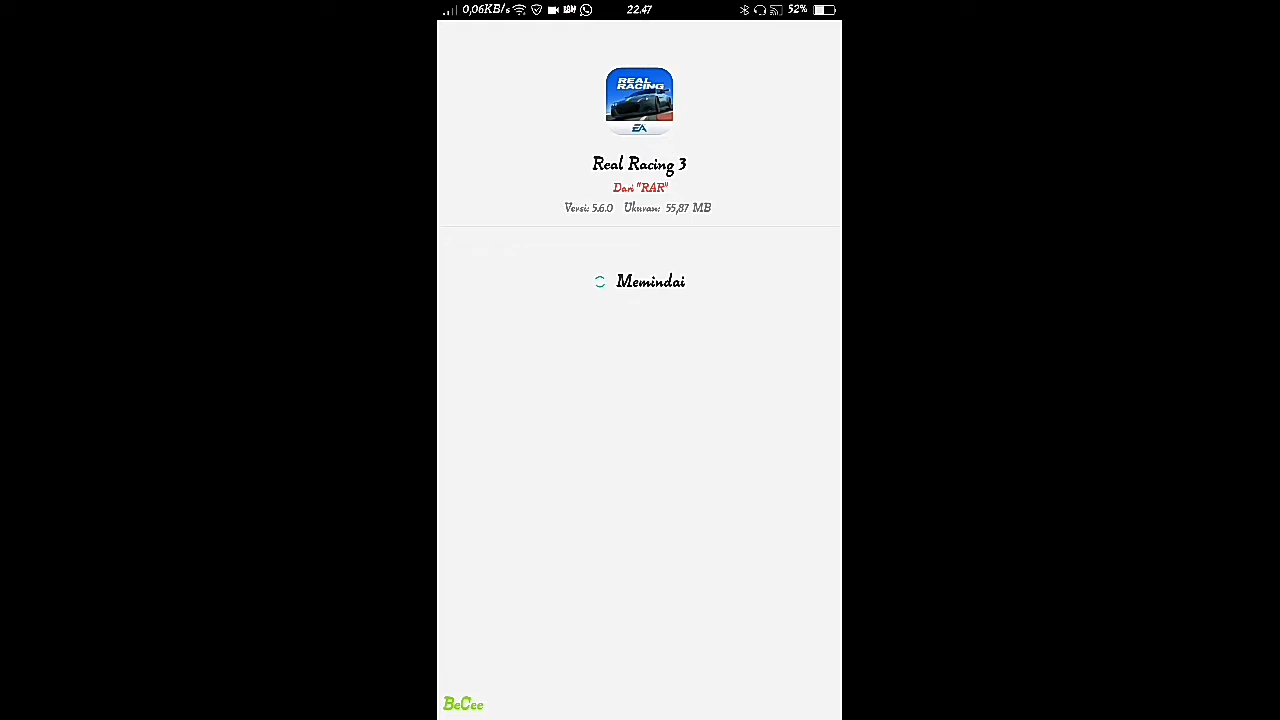 0,06KB/s 22.47 52%
REAL
RACING
EA
Real Racing 3
Dari "RAR"
Versi: 5.6.0 Ukuran: 55,87 MB
Memindai
BeCee